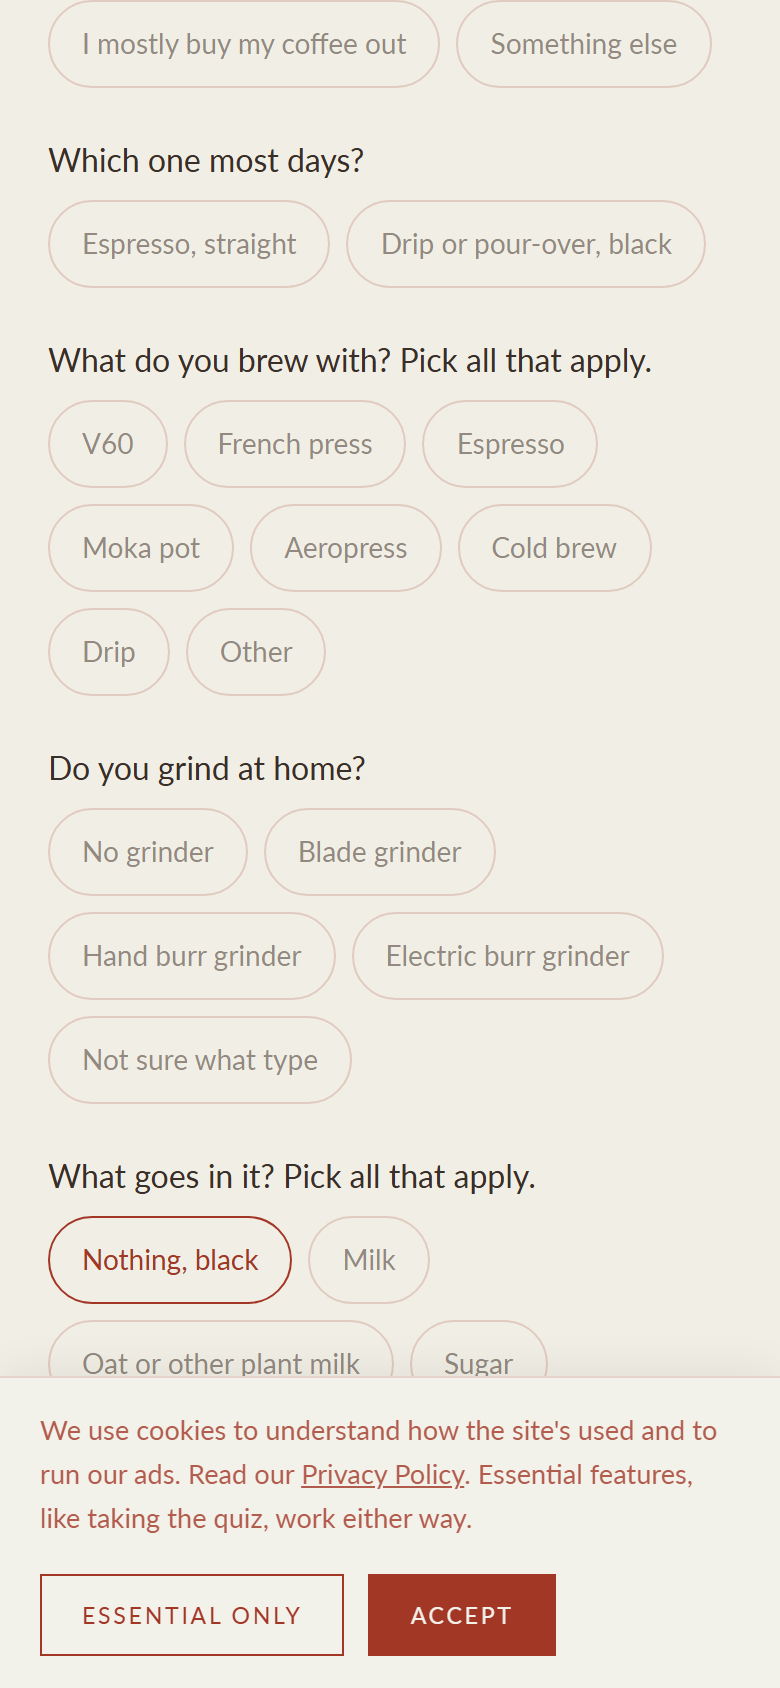 I mostly buy my coffee out Something else
Which one most days?
Espresso, straight Drip or pour-over, black
What do you brew with? Pick all that apply.
V60 French press Espresso
Moka pot Aeropress Cold brew
Drip Other
Do you grind at home?
No grinder Blade grinder
Hand burr grinder Electric burr grinder
Not sure what type
What goes in it? Pick all that apply.
Nothing, black Milk
Oat or other plant milk Sugar
We use cookies to understand how the site's used and to
run our ads. Read our Privacy Policy. Essential features,
like taking the quiz, work either way.
ESSENTIAL ONLY ACCEPT